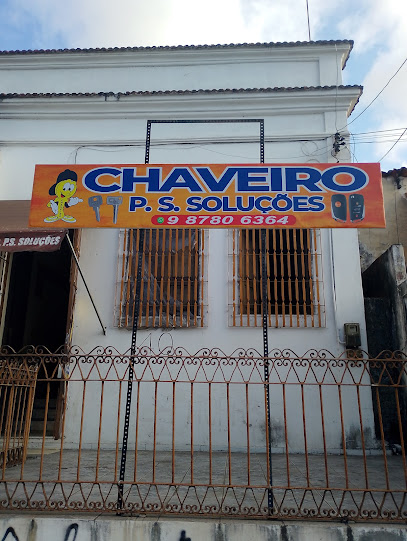 CHAVEIRO
P. S. SOLUÇÕES
9 8780 6364
P.S. SOLUÇÕES